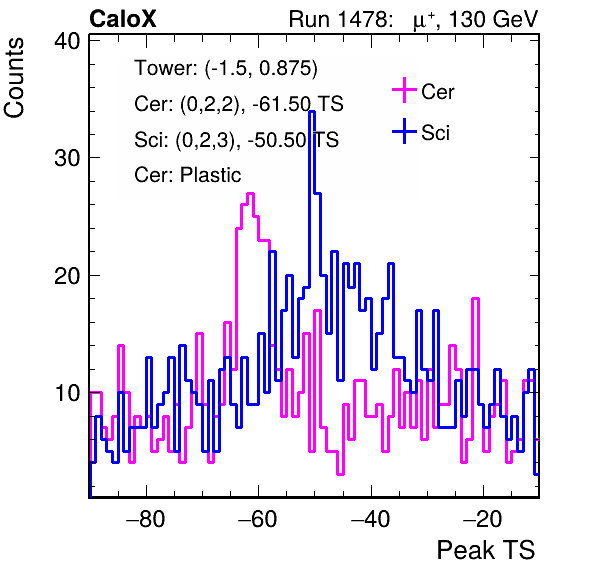 CaloX Run 1478: μ⁺, 130 GeV
Counts
40
30
20
10
Tower: (-1.5, 0.875)
Cer: (0,2,2), -61.50 TS
Sci: (0,2,3), -50.50 TS
Cer: Plastic
Cer
Sci
−80 −60 −40 −20
Peak TS